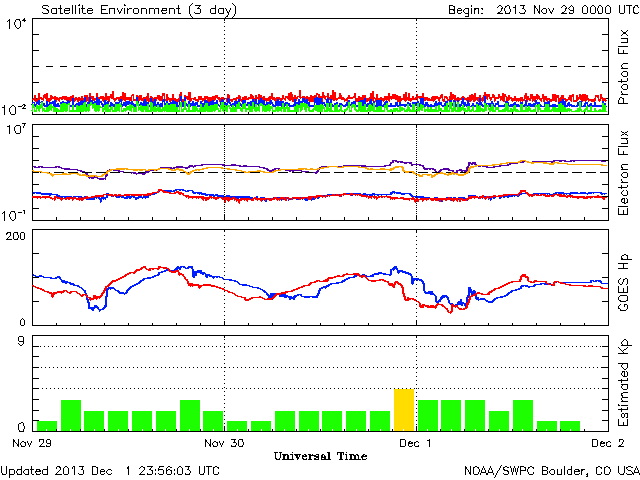 Satellite Environment (3 day) Begin: 2013 Nov 29 0000 UTC
10^4
10^-2
Proton Flux
10^7
10^-1
Electron Flux
200
0
GOES Hp
9
0
Estimated Kp
Nov 29 Nov 30 Dec 1 Dec 2
Universal Time
Updated 2013 Dec 1 23:56:03 UTC NOAA/SWPC Boulder, CO USA